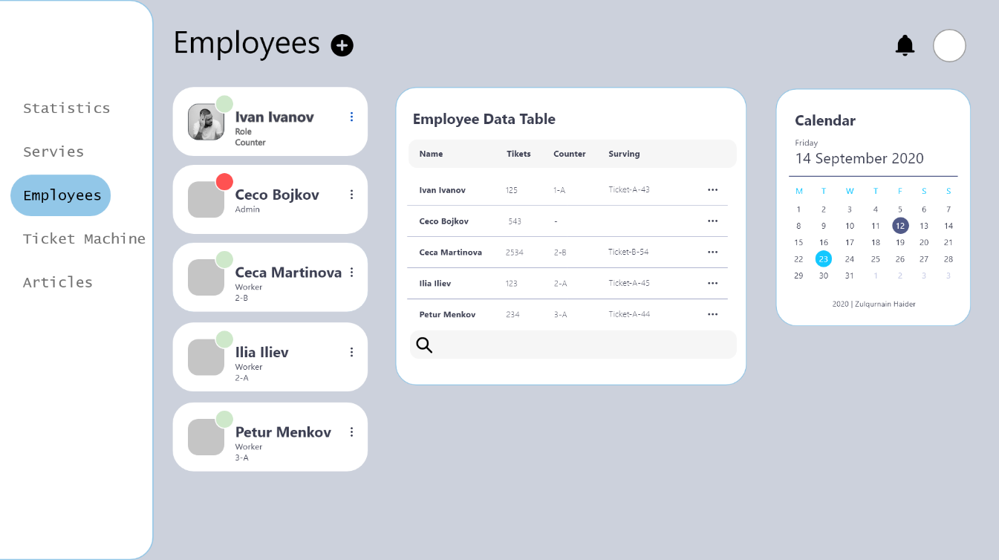 Employees
Statistics
Servies
Employees
Ticket Machine
Articles
Ivan Ivanov
Role
Counter
Ceco Bojkov
Admin
Ceca Martinova
Worker
2-B
Ilia Iliev
Worker
2-A
Petur Menkov
Worker
3-A
Employee Data Table
Name Tikets Counter Surving
Ivan Ivanov 125 1-A Ticket-A-43
Ceco Bojkov 543 -
Ceca Martinova 2534 2-B Ticket-B-54
Ilia Iliev 123 2-A Ticket-A-45
Petur Menkov 234 3-A Ticket-A-44
Calendar
Friday
14 September 2020
M T W T F S S
1 2 3 4 5 6 7
8 9 10 11 12 13 14
15 16 17 18 19 20 21
22 23 24 25 26 27 28
29 30 31 1 2 3 3
2020 | Zulqurnain Haider